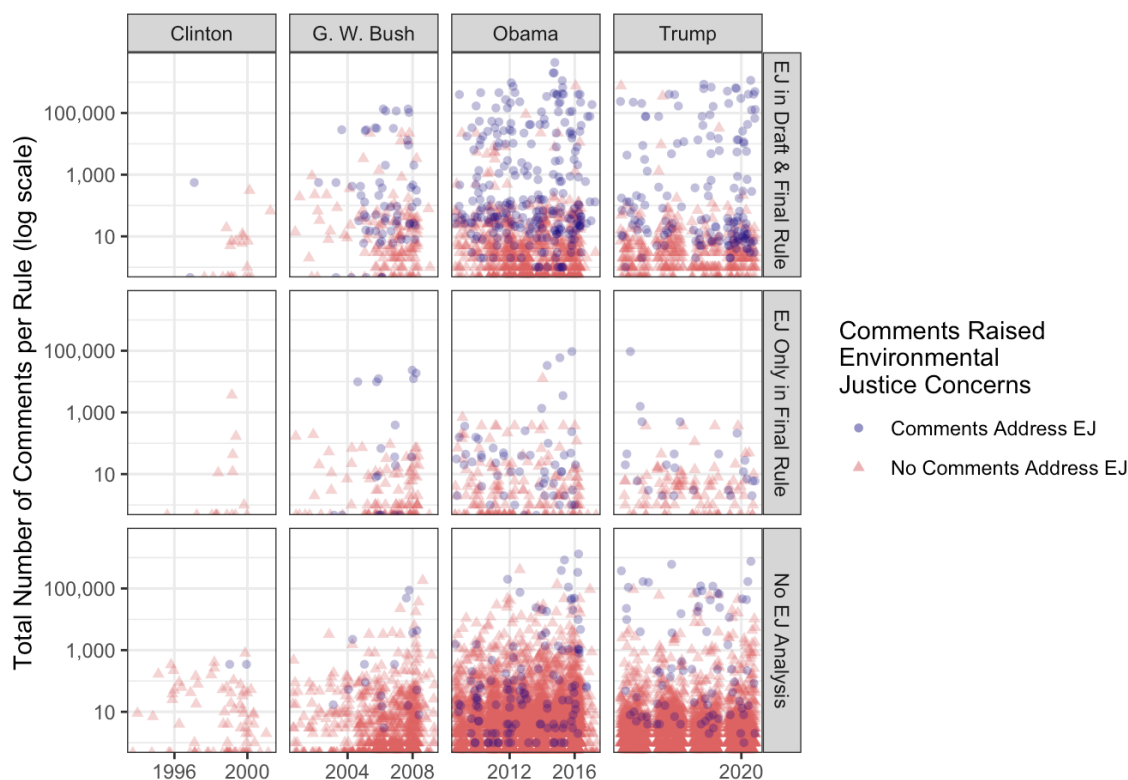 Clinton
G. W. Bush
Obama
Trump
Total Number of Comments per Rule (log scale)
100,000
1,000
10
EJ in Draft & Final Rule
100,000
1,000
10
EJ Only in Final Rule
100,000
1,000
10
No EJ Analysis
1996
2000
2004
2008
2012
2016
2020
Comments Raised
Environmental
Justice Concerns
Comments Address EJ
No Comments Address EJ